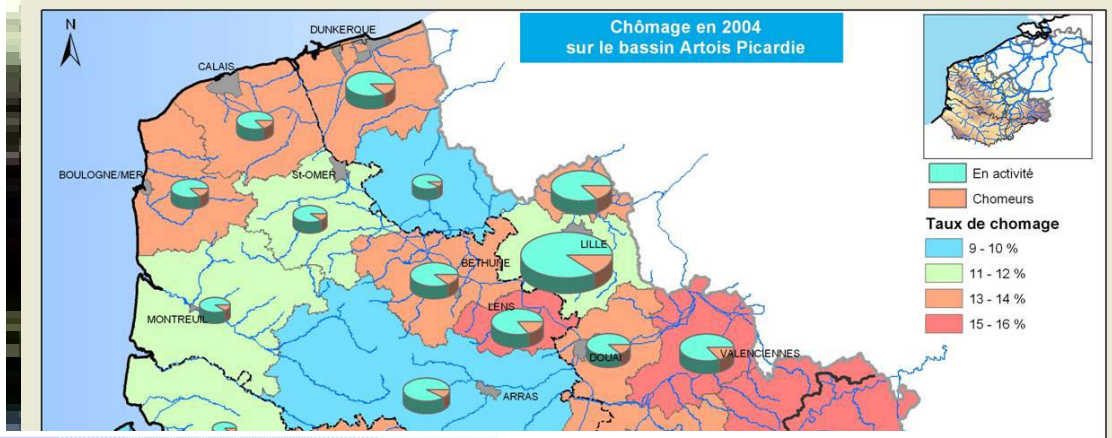 Chômage en 2004
sur le bassin Artois Picardie
N
DUNKERQUE
CALAIS
BOULOGNE/MER
St-OMER
LILLE
BETHUNE
LENS
MONTREUIL
DOUAI
VALENCIENNES
ARRAS
En activité
Chomeurs
Taux de chomage
9 - 10 %
11 - 12 %
13 - 14 %
15 - 16 %